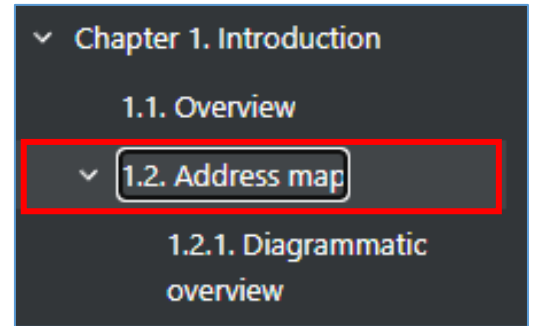 Chapter 1. Introduction
1.1. Overview
1.2. Address map
1.2.1. Diagrammatic
overview